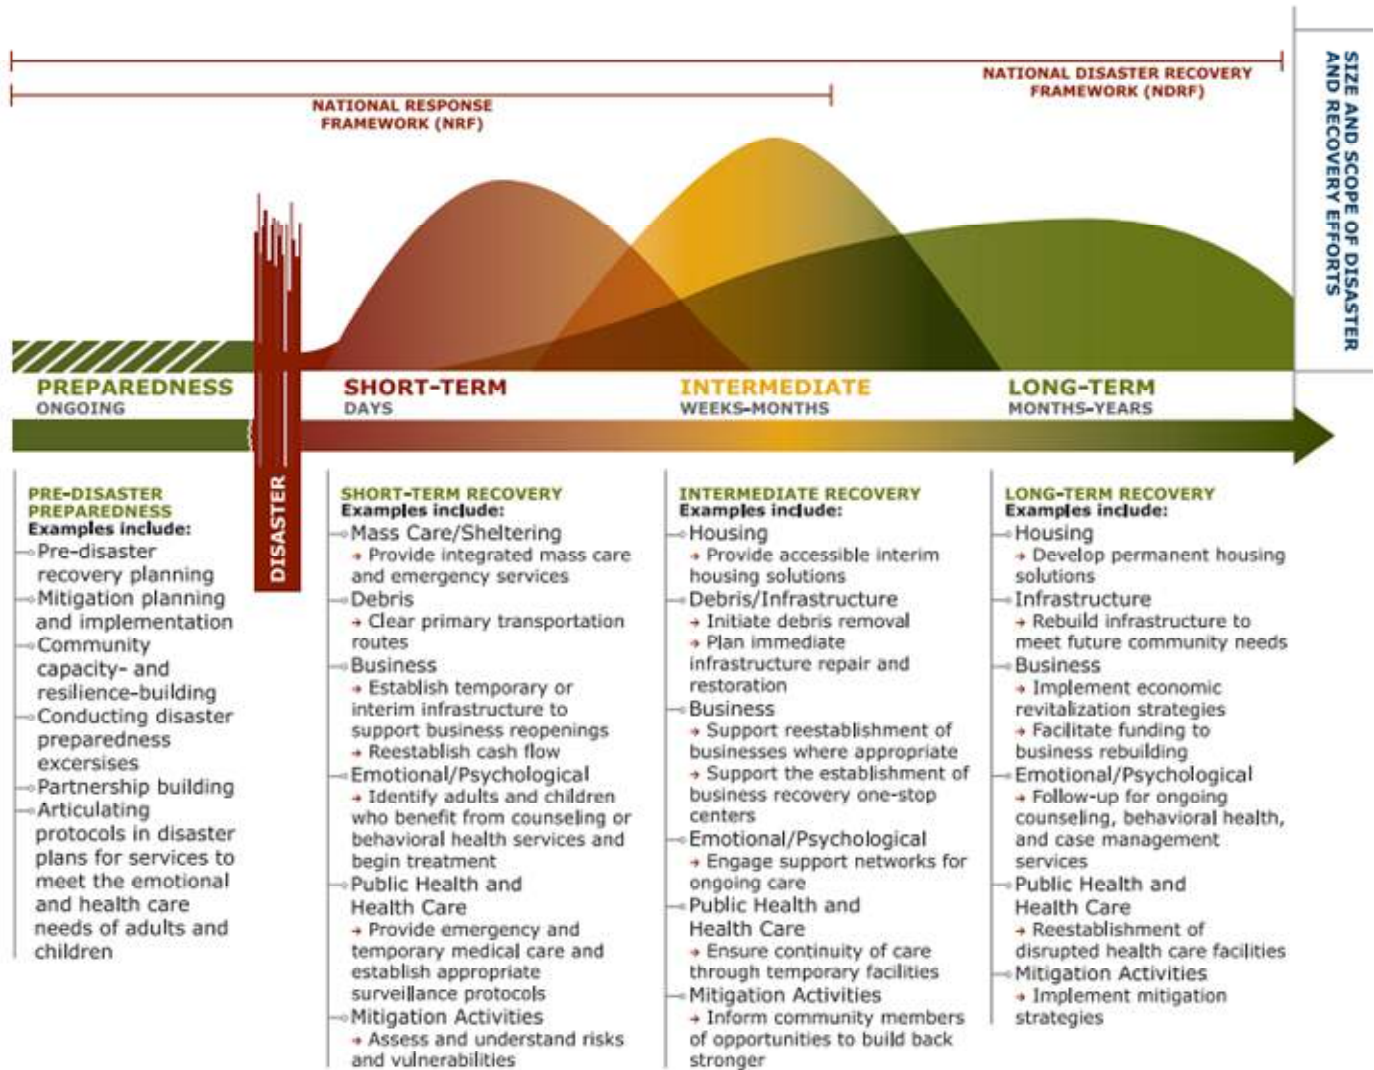 NATIONAL DISASTER RECOVERY
FRAMEWORK (NDRF)
NATIONAL RESPONSE
FRAMEWORK (NRF)
SIZE AND SCOPE OF DISASTER
AND RECOVERY EFFORTS
PREPAREDNESS
ONGOING
SHORT-TERM
DAYS
INTERMEDIATE
WEEKS-MONTHS
LONG-TERM
MONTHS-YEARS
DISASTER
PRE-DISASTER
PREPAREDNESS
Examples include:
Pre-disaster
recovery planning
Mitigation planning
and implementation
Community
capacity- and
resilience-building
Conducting disaster
preparedness
excersises
Partnership building
Articulating
protocols in disaster
plans for services to
meet the emotional
and health care
needs of adults and
children
SHORT-TERM RECOVERY
Examples include:
Mass Care/Sheltering
→ Provide integrated mass care
and emergency services
Debris
→ Clear primary transportation
routes
Business
→ Establish temporary or
interim infrastructure to
support business reopenings
→ Reestablish cash flow
Emotional/Psychological
→ Identify adults and children
who benefit from counseling or
behavioral health services and
begin treatment
Public Health and
Health Care
→ Provide emergency and
temporary medical care and
establish appropriate
surveillance protocols
Mitigation Activities
→ Assess and understand risks
and vulnerabilities
INTERMEDIATE RECOVERY
Examples include:
Housing
→ Provide accessible interim
housing solutions
Debris/Infrastructure
→ Initiate debris removal
→ Plan immediate
infrastructure repair and
restoration
Business
→ Support reestablishment of
businesses where appropriate
→ Support the establishment of
business recovery one-stop
centers
Emotional/Psychological
→ Engage support networks for
ongoing care
Public Health and
Health Care
→ Ensure continuity of care
through temporary facilities
Mitigation Activities
→ Inform community members
of opportunities to build back
stronger
LONG-TERM RECOVERY
Examples include:
Housing
→ Develop permanent housing
solutions
Infrastructure
→ Rebuild infrastructure to
meet future community needs
Business
→ Implement economic
revitalization strategies
→ Facilitate funding to
business rebuilding
Emotional/Psychological
→ Follow-up for ongoing
counseling, behavioral health,
and case management
services
Public Health and
Health Care
→ Reestablishment of
disrupted health care facilities
Mitigation Activities
→ Implement mitigation
strategies